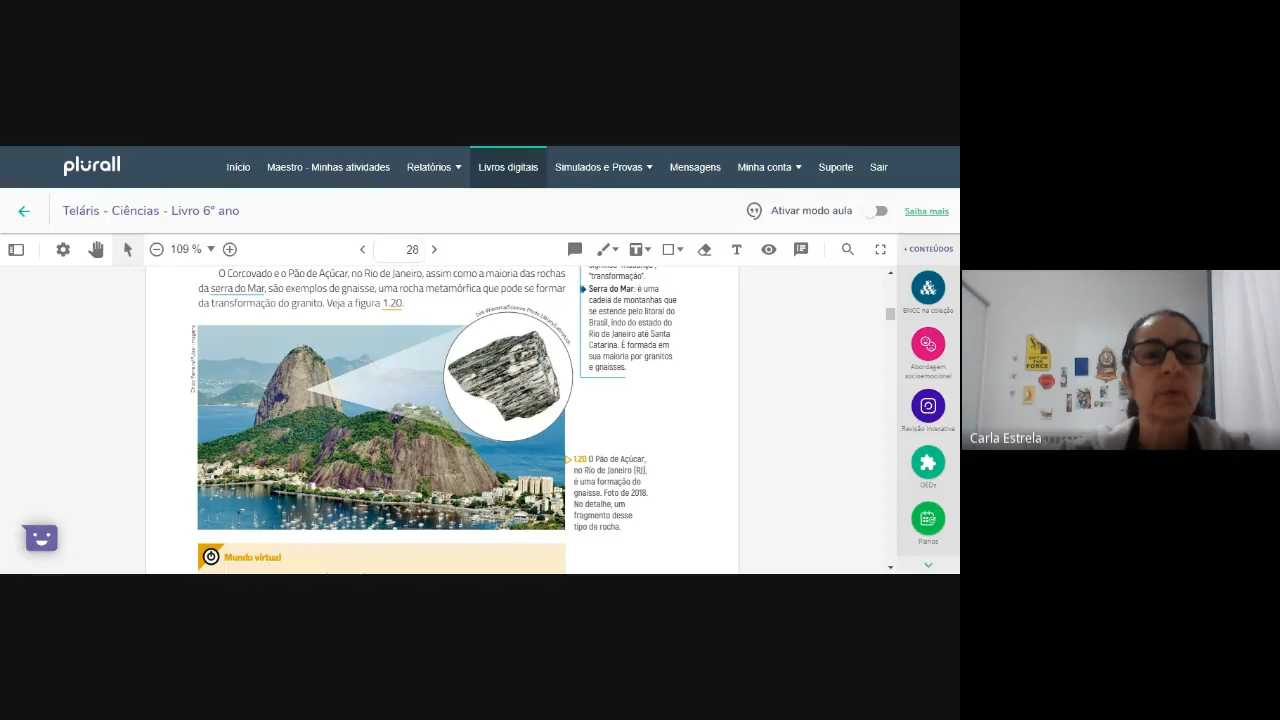 plurall
Início
Maestro - Minhas atividades
Relatórios
Livros digitais
Simulados e Provas
Mensagens
Minha conta
Suporte
Sair
Teláris - Ciências - Livro 6º ano
Ativar modo aula
Saiba mais
109 %
28
+ CONTEÚDOS
O Corcovado e o Pão de Açúcar, no Rio de Janeiro, assim como a maioria das rochas
da serra do Mar, são exemplos de gnaisse, uma rocha metamórfica que pode se formar
da transformação do granito. Veja a figura 1.20.
"transformação".
Serra do Mar: é uma
cadeia de montanhas que
se estende pelo litoral do
Brasil, indo do estado do
Rio de Janeiro até Santa
Catarina. É formada em
sua maioria por granitos
e gnaisses.
1.20 O Pão de Açúcar,
no Rio de Janeiro (RJ),
é uma formação de
gnaisse. Foto de 2018.
No detalhe, um
fragmento desse
tipo de rocha.
Mundo virtual
BNCC na coleção
Abordagem
socioemocional
Revisão interativa
OEDs
Planos
Carla Estrela